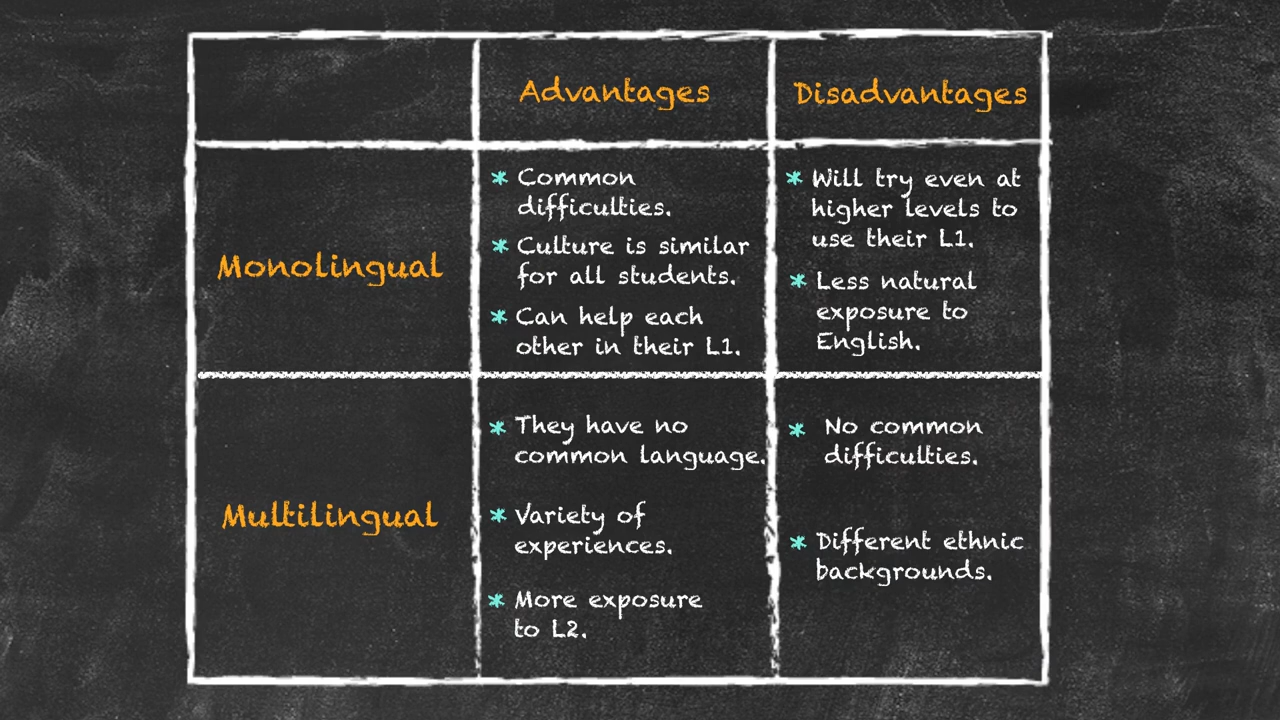 Advantages
Disadvantages
Monolingual
* Common
difficulties.
* Culture is similar
for all students.
* Can help each
other in their L1.
* Will try even at
higher levels to
use their L1.
* Less natural
exposure to
English.
Multilingual
* They have no
common language.
* Variety of
experiences.
* More exposure
to L2.
* No common
difficulties.
* Different ethnic
backgrounds.